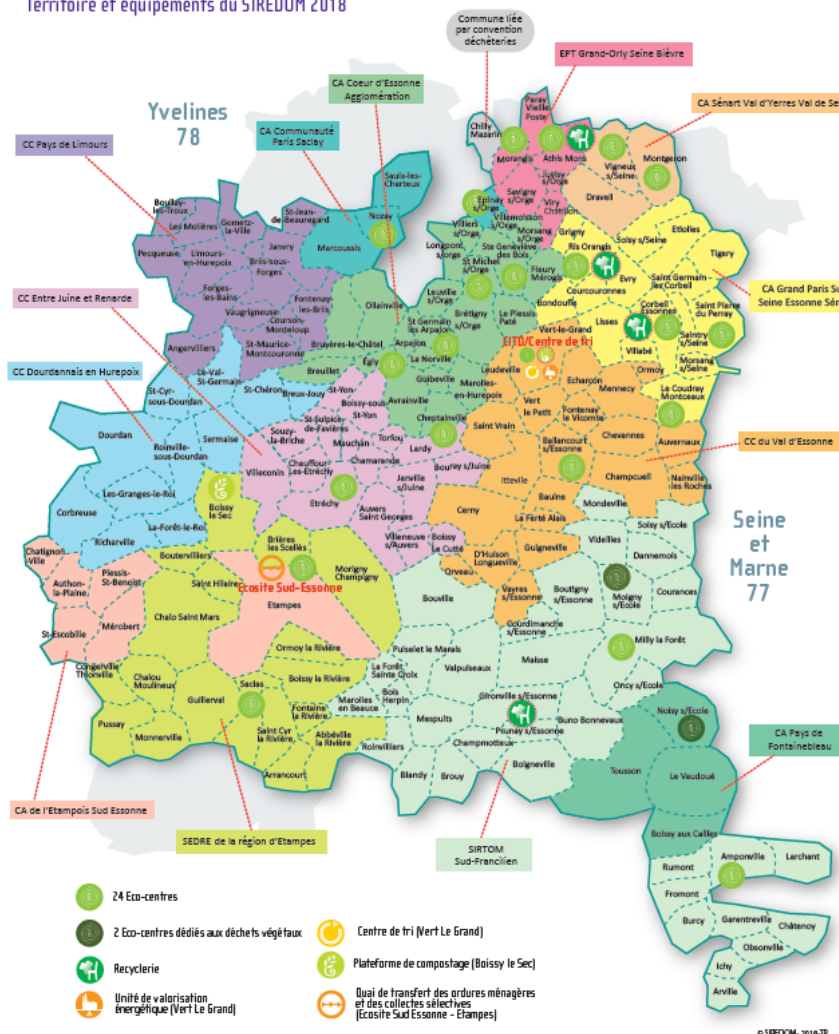 Territoire et équipements du SIREDOM 2018
Commune liée
par convention
déchèteries
EPT Grand-Orly Seine Bièvre
CA Coeur d'Essonne
Agglomération
CA Sénart Val d'Yerres Val de Se
Yvelines
78
CA Communauté
Paris Saclay
CC Pays de Limours
Paray
Vieille
Poste
Chilly
Mazarin
Morangis
Athis Mons
Vigneux
s/Seine
Montgeron
Juvisy
s/Orge
Savigny
s/Orge
Viry
Chatillon
Draveil
Saulx-les-
Chartreux
Nozay
Marcoussis
Epinay
s/Orge
Villemoisson
s/Orge
Villiers
s/Orge
Morsang
s/Orge
Grigny
Ris Orangis
Soisy s/Seine
Etiolles
Tigery
Longpont
s/orge
Ste Geneviève
des Bois
St Michel
s/Orge
Fleury
Mérogis
Evry
Courcouronnes
Saint Germain
les Corbeil
Boullay-
les-Troux
Les Molières
Gometz-
la-Ville
St-Jean-
de-Beauregard
Pecqueuse
Limours-
en-Hurepoix
Janvry
Briis-sous-
Forges
Forges-
les-Bains
Vaugrigneuse
Fontenay-
les-Bris
Courson-
Monteloup
St-Maurice-
Montcouronne
Angervilliers
CA Grand Paris Su
Seine Essonne Sén
CC Entre Juine et Renarde
Ollainville
Leuville
s/Orge
Brétigny
s/Orge
Le Plessis
Paté
Bondoufle
Lisses
Corbeil
Essonnes
Saint Pierre
du Perray
Saintry
s/Seine
Villabé
Ormoy
Morsang
s/Seine
Le Coudray
Montceaux
St Germain
les Arpajon
Bruyères-le-Châtel
Arpajon
La Norville
Égly
Breuillet
Guibeville
Avrainville
Marolles-
en-Hurepoix
Cheptainville
Vert-le-Grand
CITD/Centre de tri
Leudeville
Echarcon
Mennecy
Vert
le Petit
Fontenay
le Vicomte
Saint Vrain
Ballancourt
s/Essonne
Chevannes
Auvernaux
Champcueil
Nainville
les Roches
CC du Val d'Essonne
CC Dourdannais en Hurepoix
Le-Val-
St-Germain
St-Chéron
Breux-Jouy
St-Cyr-
sous-Dourdan
Dourdan
Roinville-
sous-Dourdan
Sermaise
Les-Granges-le-Roi
Corbreuse
La-Forêt-le-Roi
Richarville
St-Yon
Boissy-sous-
St-Yon
St-Sulpice-
de-Favières
Souzy-
la-Briche
Mauchan
Torfou
Lardy
Chamarande
Villeconin
Chauffour
Les-Etréchy
Janville
s/Juine
Bouray s/Juine
Etréchy
Auvers
Saint Georges
Villeneuve
s/Auvers
Boissy
Le Cutté
Itteville
Baulne
Cerny
La Ferté Alais
D'Huison
Longueville
Guigneville
Orveau
Vayres
s/Essonne
Mondeville
Soisy s/Ecole
Videlles
Dannemois
Seine
et
Marne
77
Boissy
le Sec
Brières
les Scellés
Boutervilliers
Morigny
Champigny
Ecosite Sud-Essonne
Etampes
Saint Hilaire
Chalo Saint Mars
Chatignon
-Ville
Authon-
la-Plaine
Plessis-
St-Benoist
Mérobert
St-Escobille
Congerville
Thionville
Chalou
Moulineux
Guillerval
Pussay
Monnerville
Ormoy la Rivière
Saclas
Boissy la Rivière
Fontaine
la Rivière
Saint Cyr
la Rivière
Abbéville
la Rivière
Arrancourt
Bouville
Boutigny
s/Essonne
Moigny
s/Ecole
Courances
Courdimanche
s/Essonne
Milly la Forêt
Puiselet le Marais
Valpuiseaux
Maisse
Oncy s/Ecole
La Forêt
Sainte Croix
Bois
Herpin
Marolles
en Beauce
Gironville s/Essonne
Mespuits
Prunay s/Essonne
Buno Bonnevaux
Roinvilliers
Champmotteux
Boigneville
Blandy
Brouy
Noisy s/Ecole
CA Pays de
Fontainebleau
Tousson
Le Vaudoué
Boissy aux Cailles
CA de l'Etampois Sud Essonne
SEDRE de la région d'Etampes
SIRTOM
Sud-Francilien
Rumont
Amponville
Larchant
Fromont
Burcy
Garentreville
Châtenoy
Obsonville
Ichy
Arville
24 Eco-centres
2 Eco-centres dédiés aux déchets végétaux
Recyclerie
Unité de valorisation
énergétique (Vert Le Grand)
Centre de tri (Vert Le Grand)
Plateforme de compostage (Boissy le Sec)
Quai de transfert des ordures ménagères
et des collectes sélectives
(Ecosite Sud Essonne - Etampes)
© SIREDOM- 2018-TR